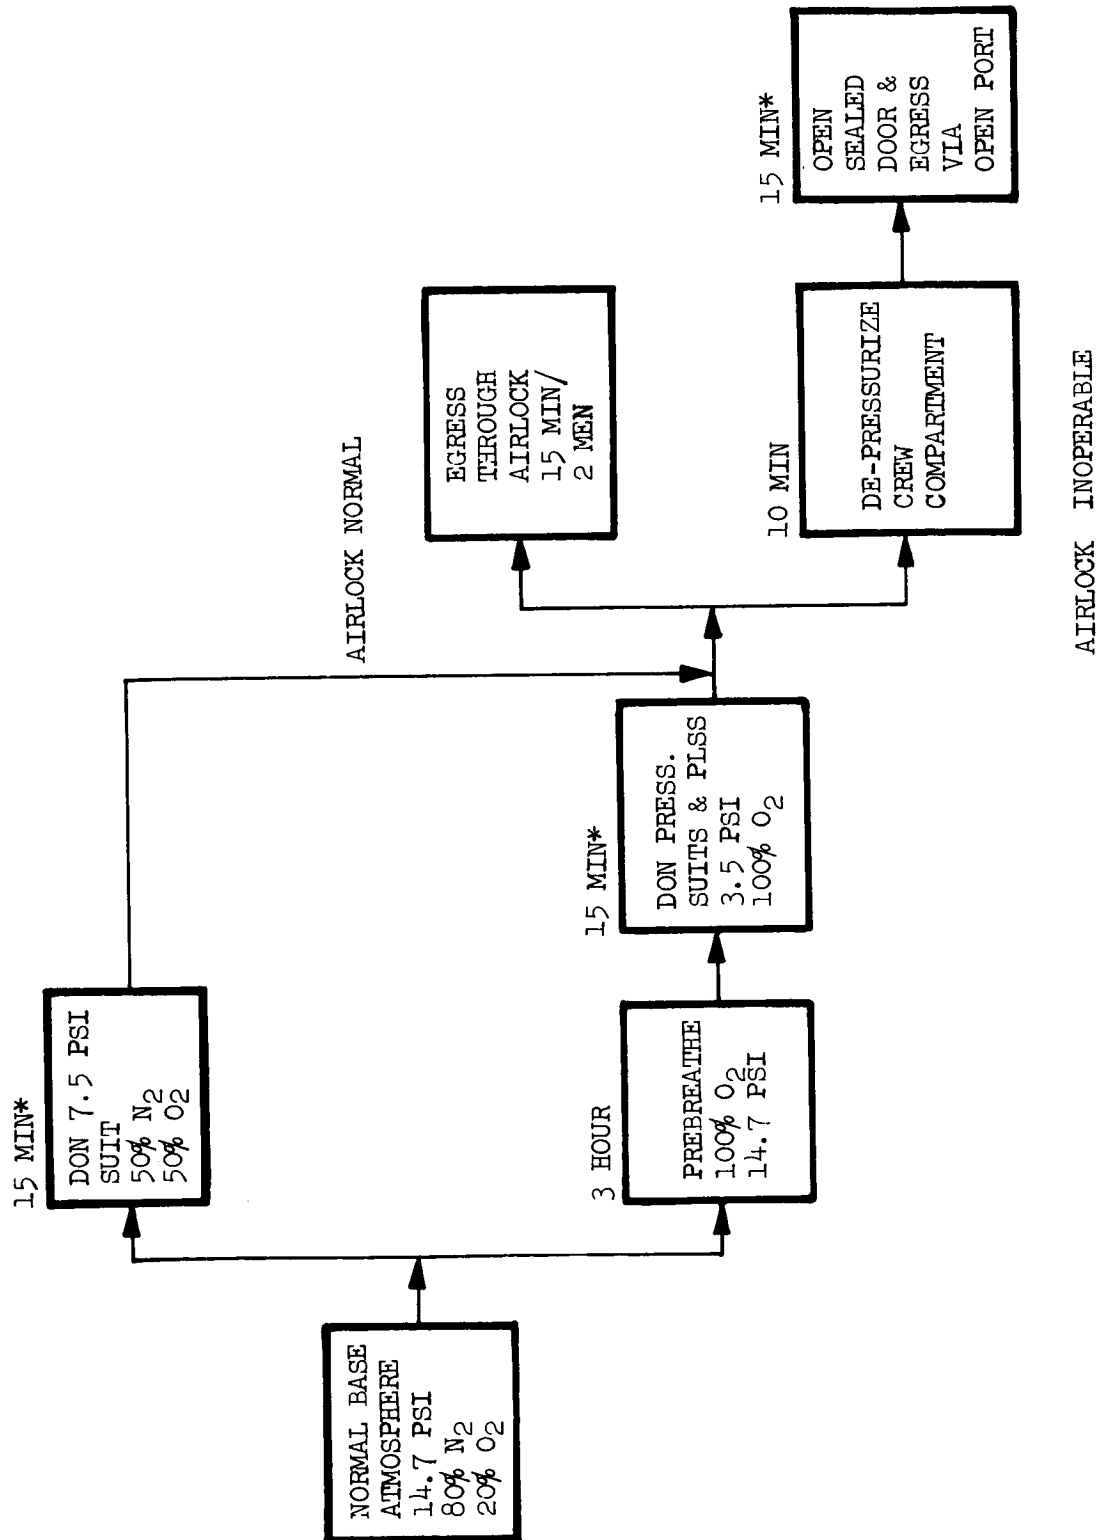 NORMAL BASE
ATMOSPHERE
14.7 PSI
80% N2
20% O2
15 MIN*
DON 7.5 PSI
SUIT
50% N2
50% O2
3 HOUR
PREBREATHE
100% O2
14.7 PSI
15 MIN*
DON PRESS.
SUITS & PLSS
3.5 PSI
100% O2
AIRLOCK NORMAL
EGRESS
THROUGH
AIRLOCK
15 MIN/
2 MEN
10 MIN
DE-PRESSURIZE
CREW
COMPARTMENT
15 MIN*
OPEN
SEALED
DOOR &
EGRESS
VIA
OPEN PORT
AIRLOCK INOPERABLE